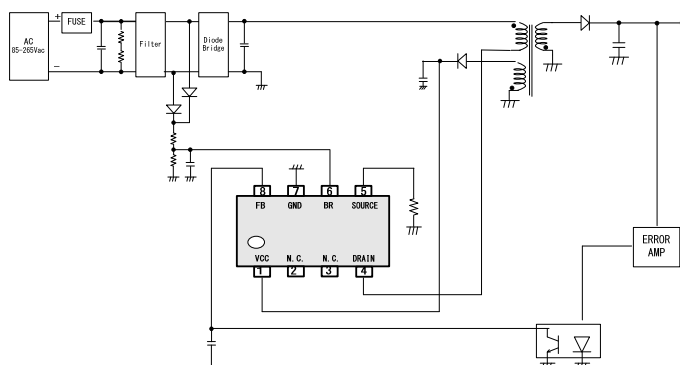 AC
85-265Vac
+
−
FUSE
Filter
Diode
Bridge
8
7
6
5
FB
GND
BR
SOURCE
VCC
N. C.
N. C.
DRAIN
1
2
3
4
ERROR
AMP